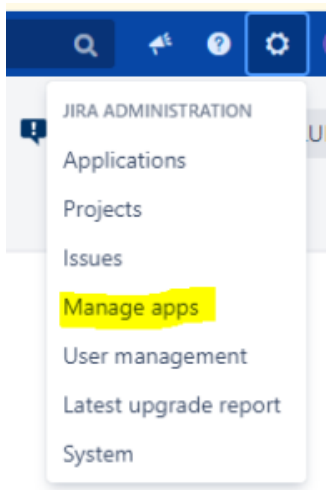 JIRA ADMINISTRATION
Applications
Projects
Issues
Manage apps
User management
Latest upgrade report
System